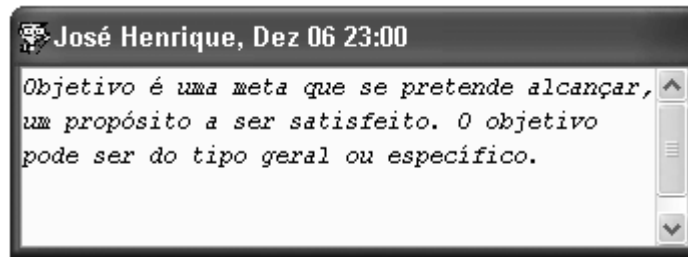 José Henrique, Dez 06 23:00
Objetivo é uma meta que se pretende alcançar,
um propósito a ser satisfeito. O objetivo
pode ser do tipo geral ou específico.